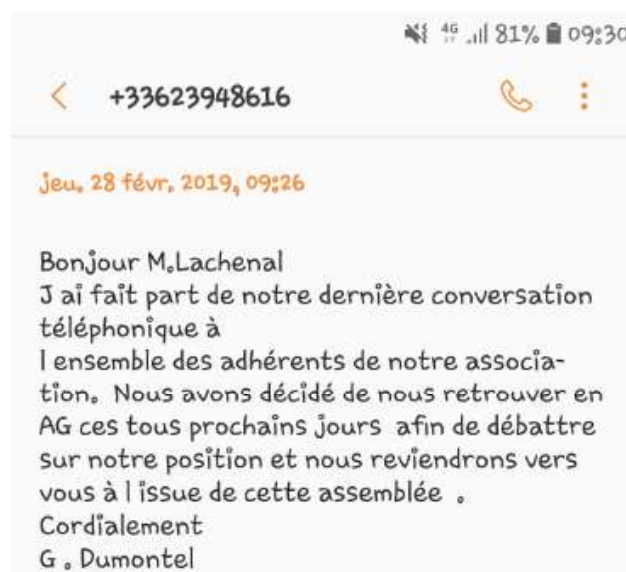 4G 81% 09:30
+33623948616
jeu. 28 févr. 2019, 09:26
Bonjour M.Lachenal
J ai fait part de notre dernière conversation
téléphonique à
l ensemble des adhérents de notre associa-
tion. Nous avons décidé de nous retrouver en
AG ces tous prochains jours  afin de débattre
sur notre position et nous reviendrons vers
vous à l issue de cette assemblée  .
Cordialement
G . Dumontel